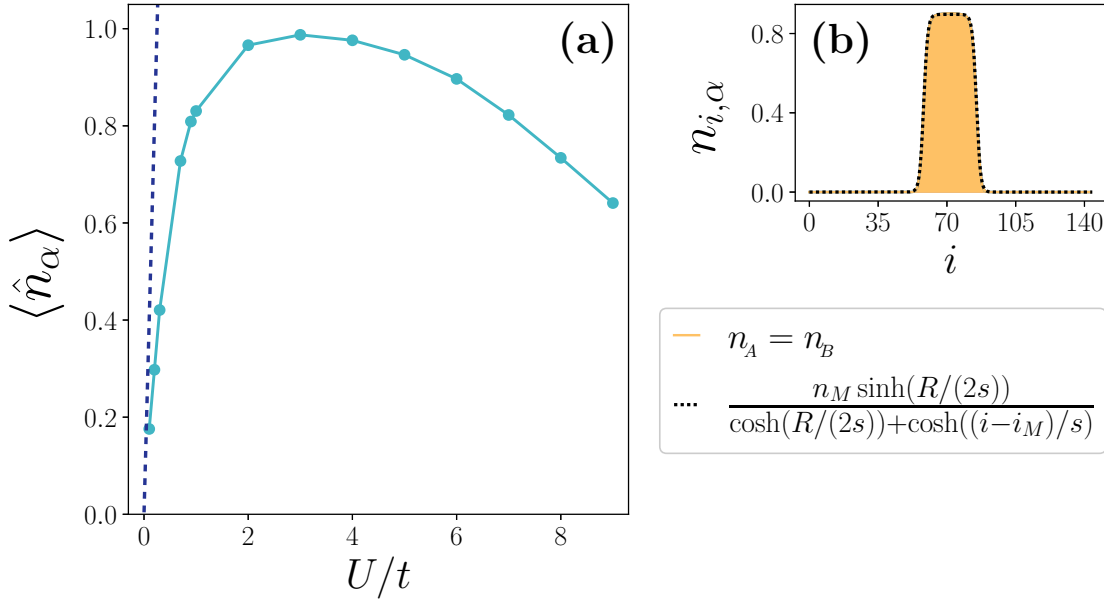 (a)
1.0
0.8
0.6
0.4
0.2
0.0
⟨n̂_α⟩
0 2 4 6 8
U/t
(b)
0.8
0.4
0.0
n_{i,α}
0 35 70 105 140
i
n_A = n_B
n_M sinh(R/(2s))
cosh(R/(2s))+cosh((i−i_M)/s)